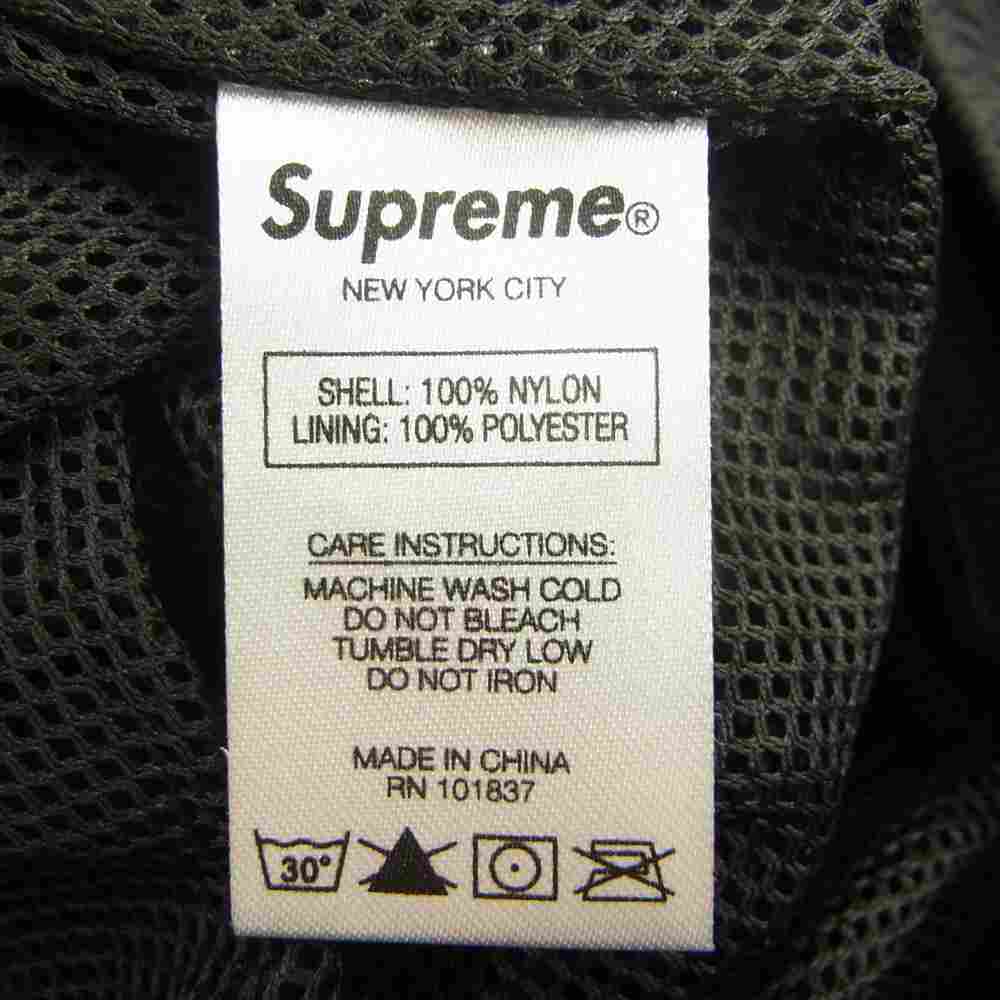 Supreme®
NEW YORK CITY
SHELL: 100% NYLON
LINING: 100% POLYESTER
CARE INSTRUCTIONS:
MACHINE WASH COLD
DO NOT BLEACH
TUMBLE DRY LOW
DO NOT IRON
MADE IN CHINA
RN 101837
30°